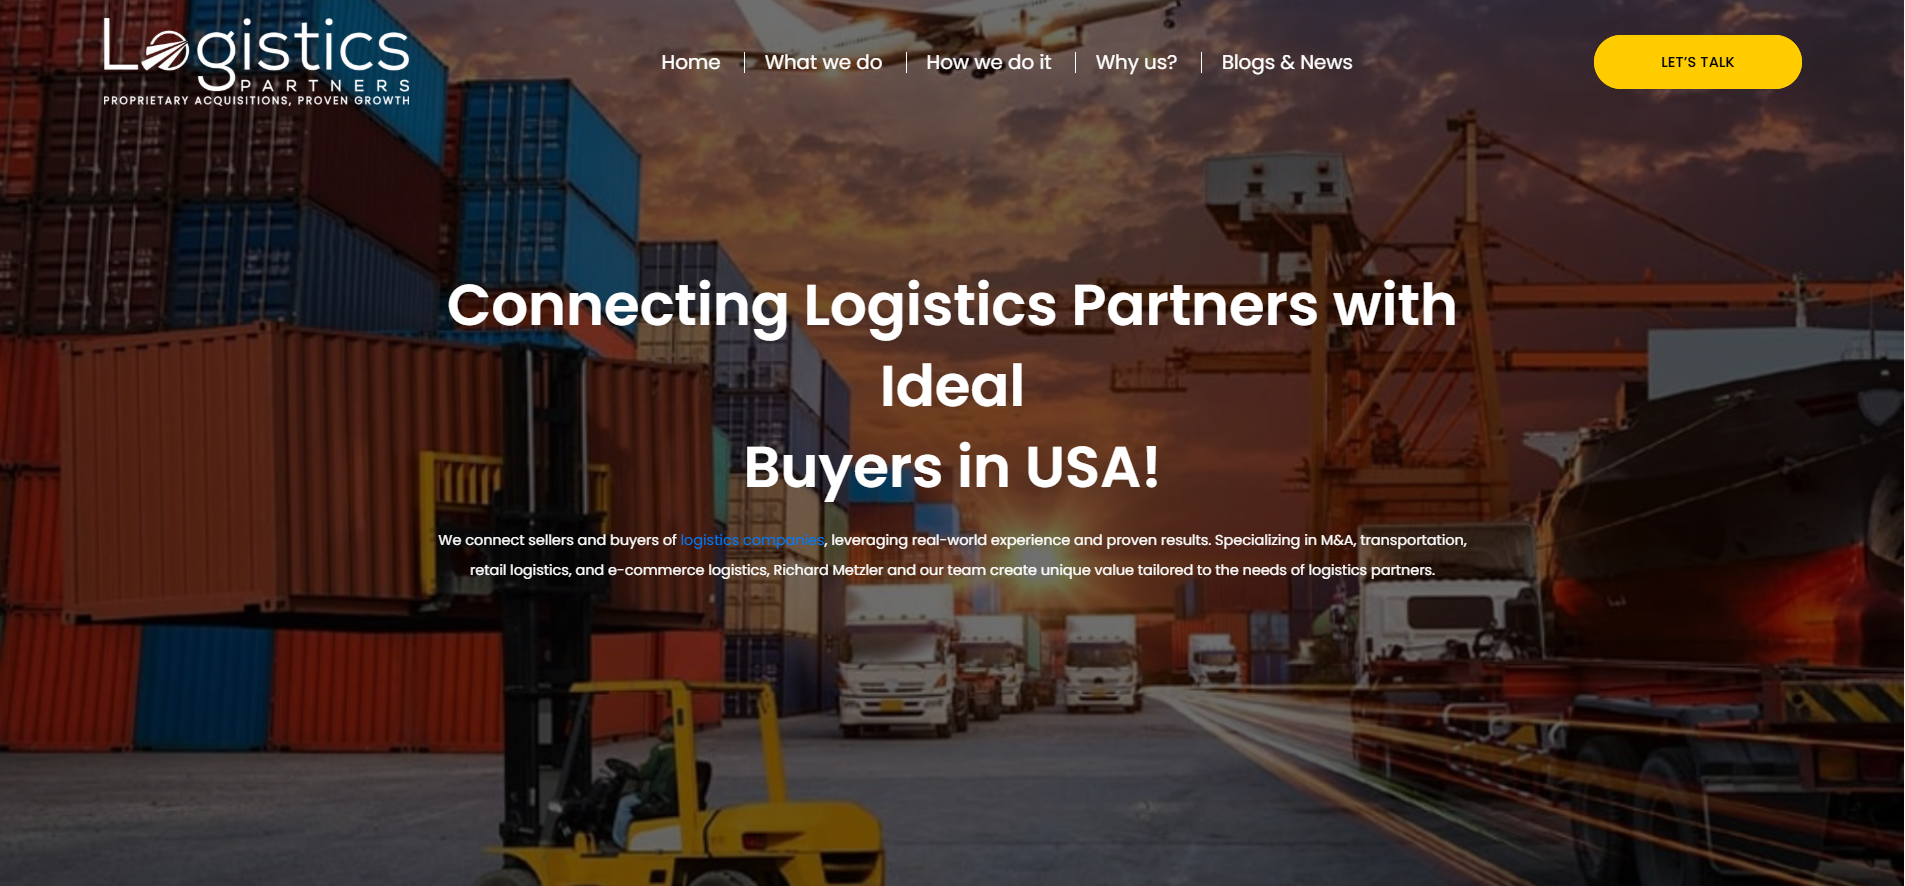 Logistics
PARTNERS
PROPRIETARY ACQUISITIONS, PROVEN GROWTH
Home
What we do
How we do it
Why us?
Blogs & News
LET'S TALK
Connecting Logistics Partners with
Ideal
Buyers in USA!
We connect sellers and buyers of logistics companies, leveraging real-world experience and proven results. Specializing in M&A, transportation,
retail logistics, and e-commerce logistics, Richard Metzler and our team create unique value tailored to the needs of logistics partners.